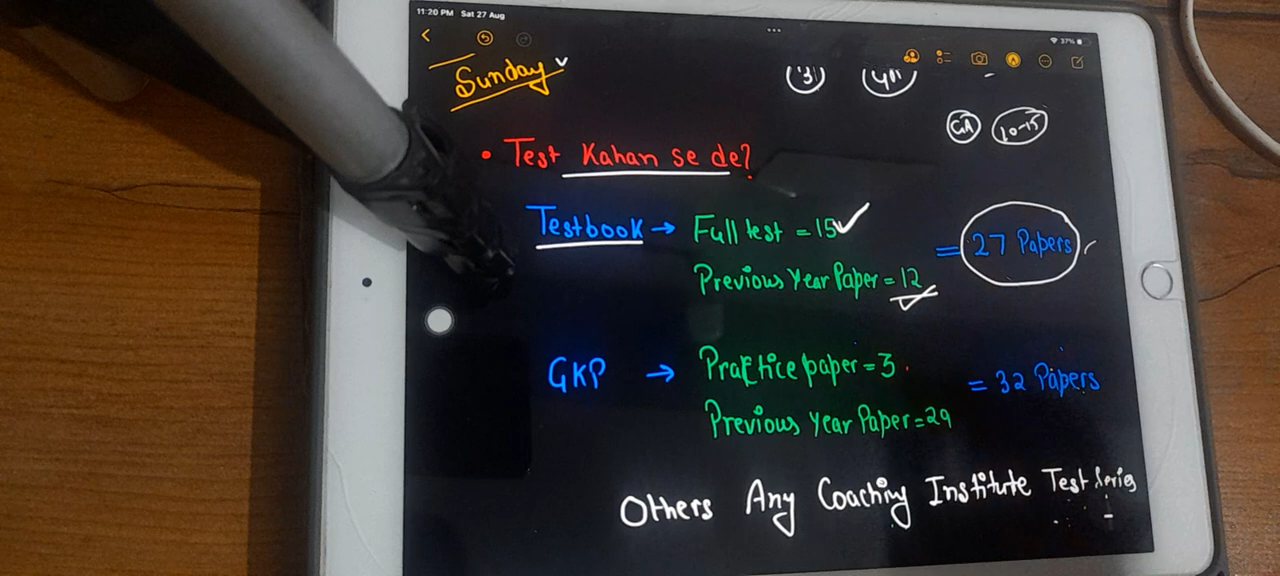 11:20 PM Sat 27 Aug
37%
Sunday
3
GA 10-15
• Test Kahan se de?
Testbook → Full test = 15
= 27 Papers
Previous Year Paper = 12
GKP → Practice paper = 3
= 32 Papers
Previous Year Paper = 29
Others Any Coaching Institute Test Series